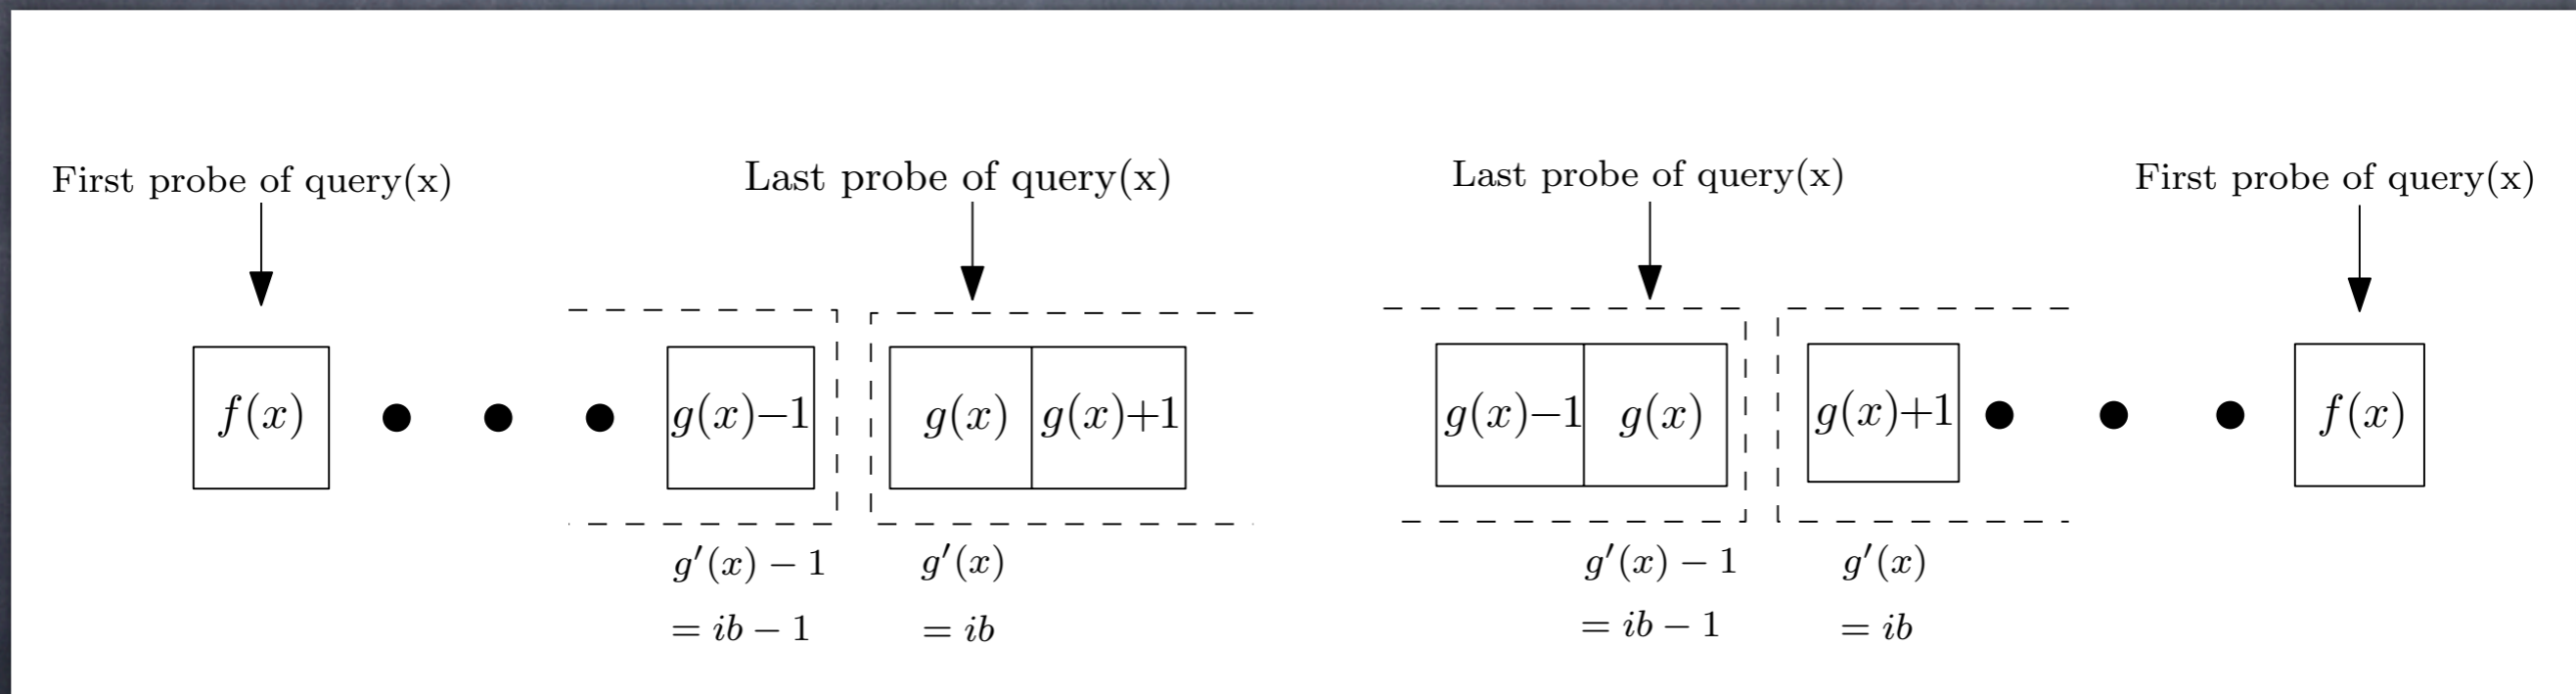 First probe of query(x)
Last probe of query(x)
f(x)
g(x)−1
g(x)
g(x)+1
g′(x) − 1
g′(x)
= ib − 1
= ib
Last probe of query(x)
First probe of query(x)
g(x)−1
g(x)
g(x)+1
f(x)
g′(x) − 1
g′(x)
= ib − 1
= ib